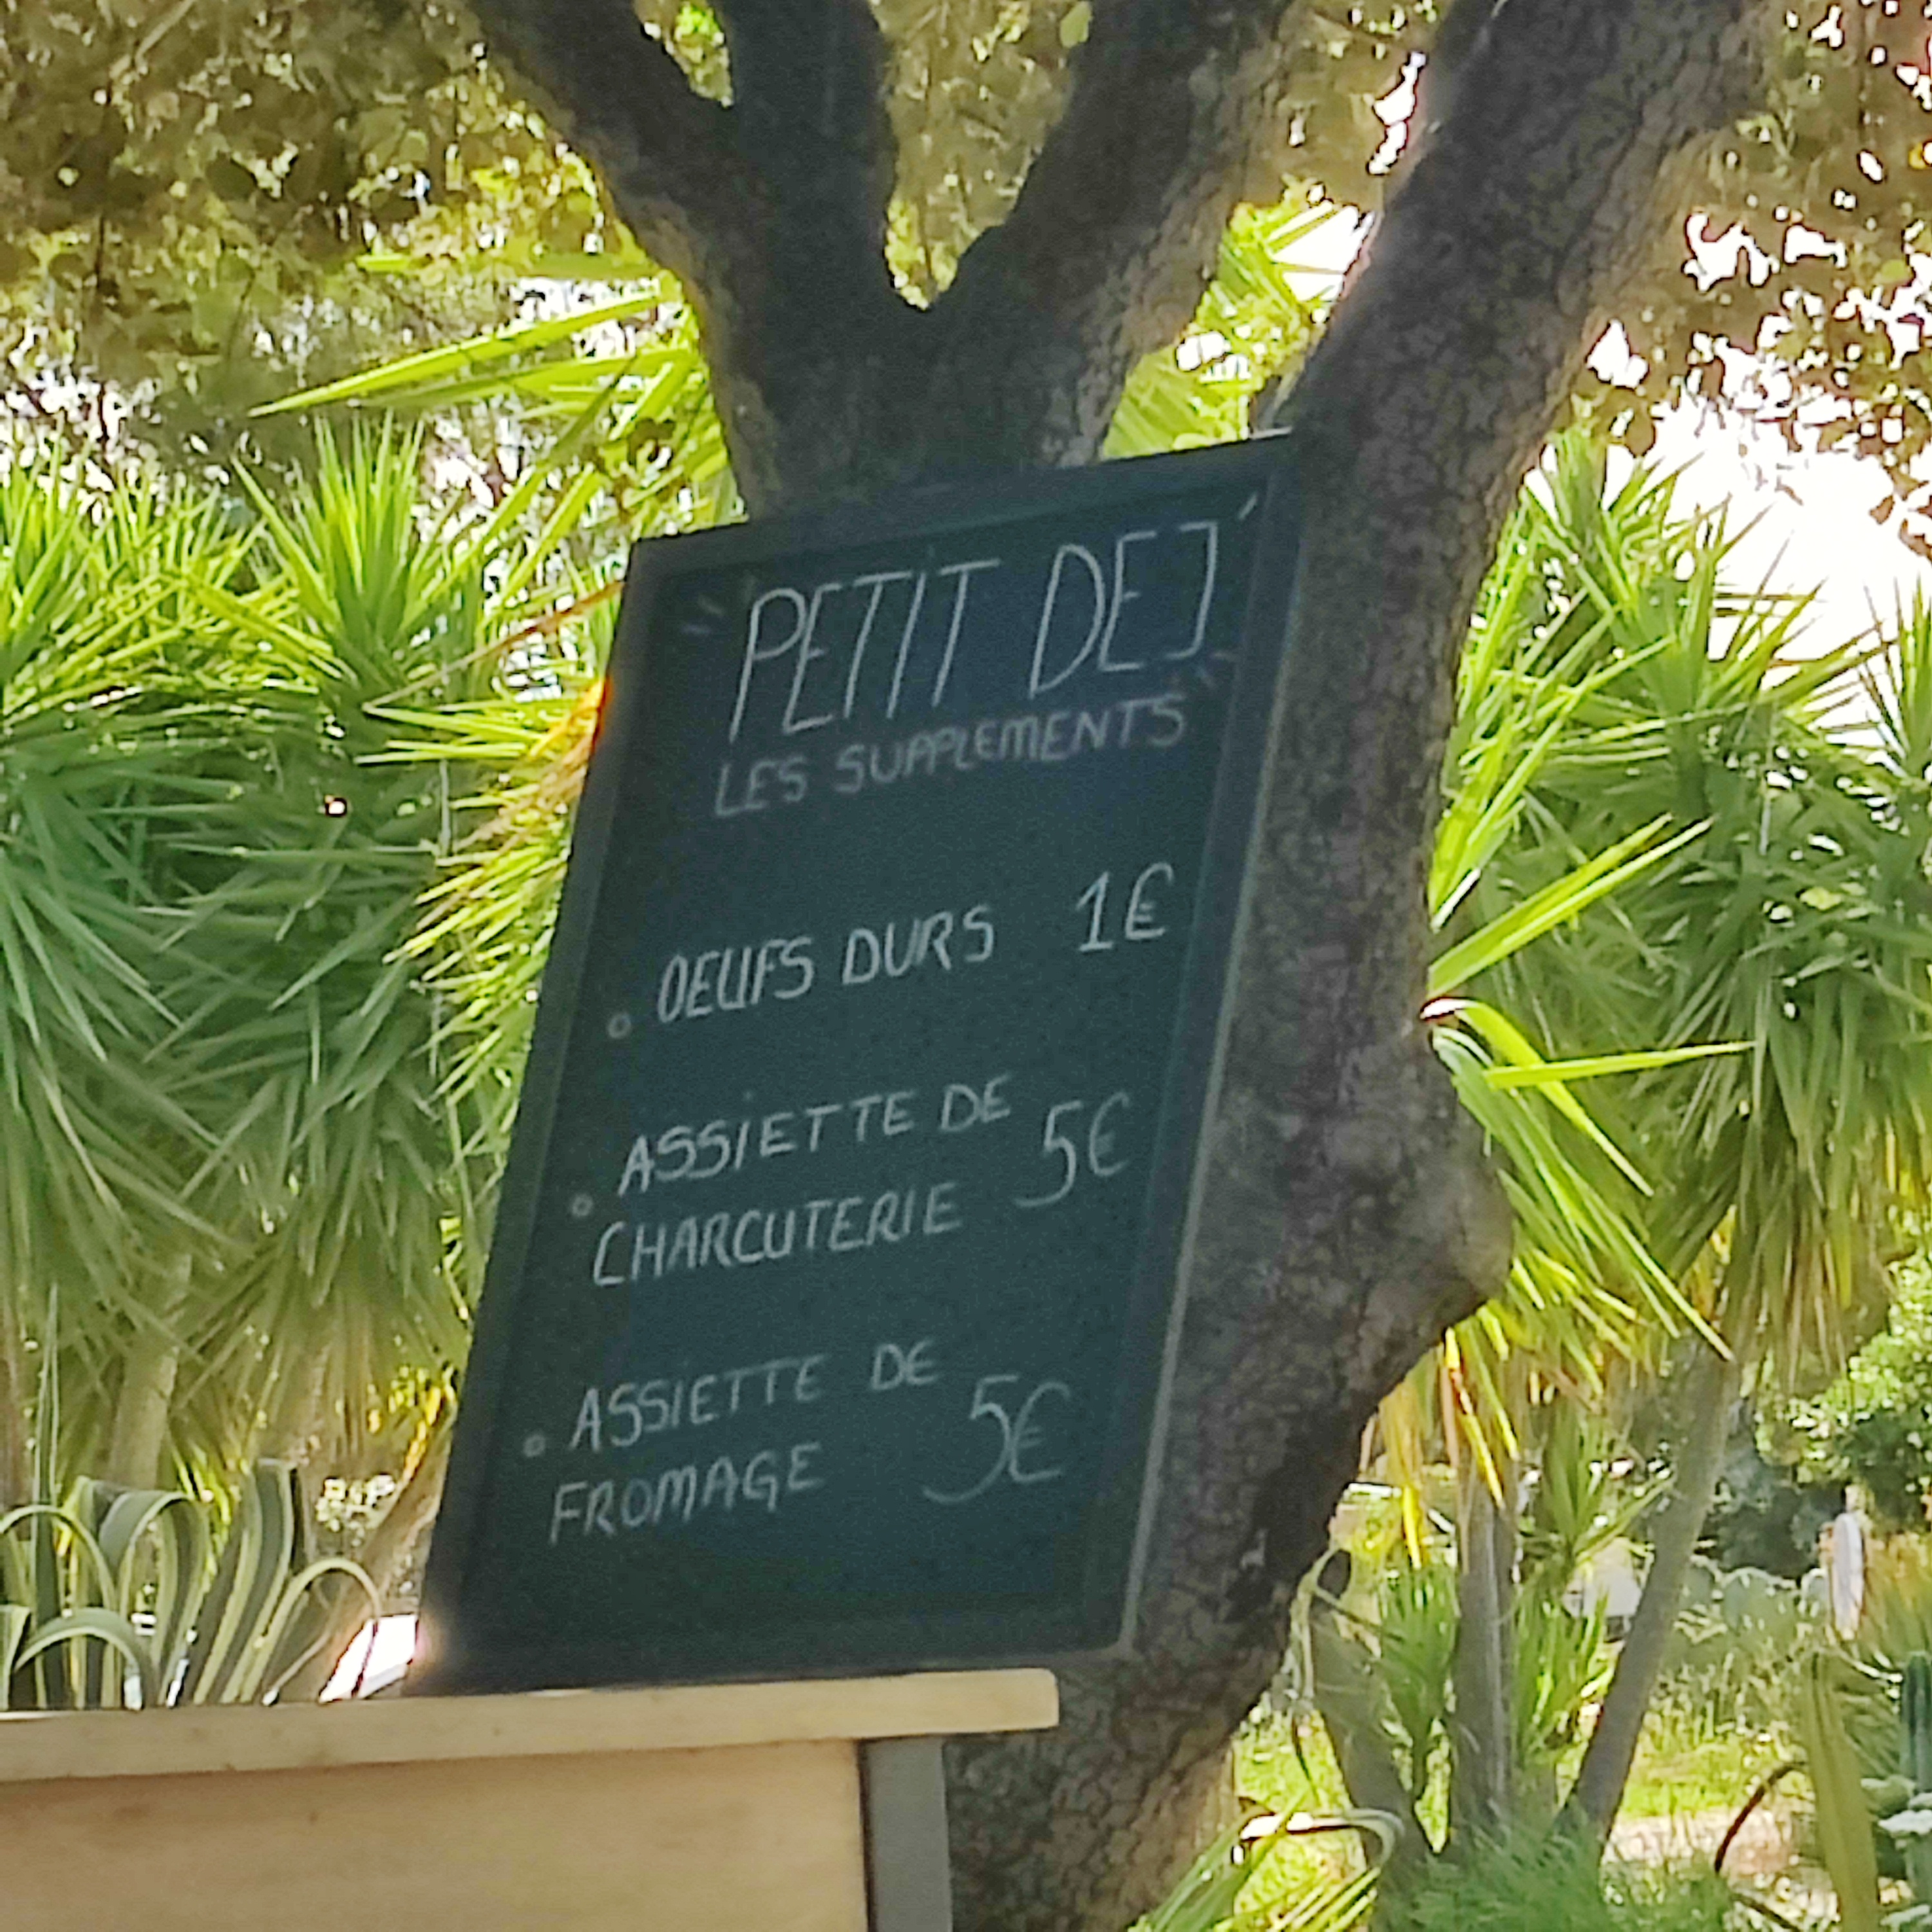 PETIT DEJ'
LES SUPPLEMENTS
OEUFS DURS 1€
ASSIETTE DE
CHARCUTERIE 5€
ASSIETTE DE
FROMAGE 5€